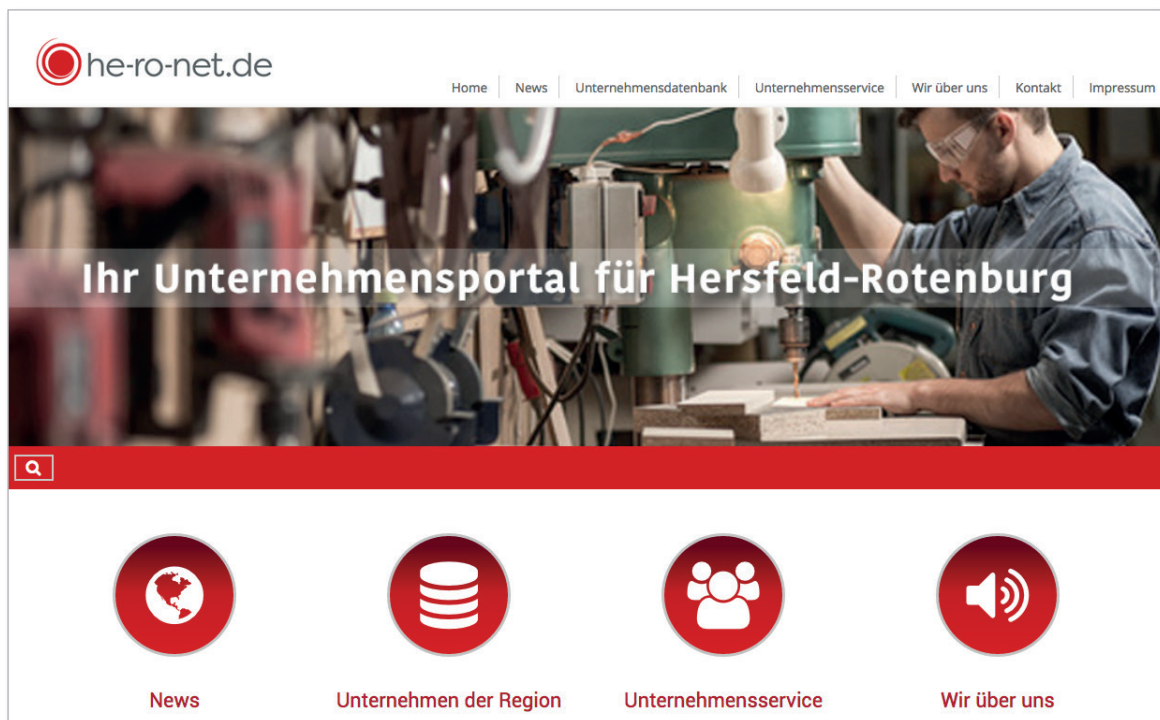 he-ro-net.de
Home News Unternehmensdatenbank Unternehmensservice Wir über uns Kontakt Impressum
Ihr Unternehmensportal für Hersfeld-Rotenburg
News Unternehmen der Region Unternehmensservice Wir über uns